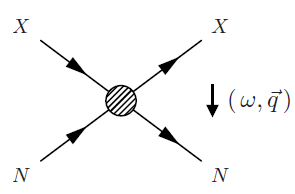 X X
(ω, q⃗)
N N